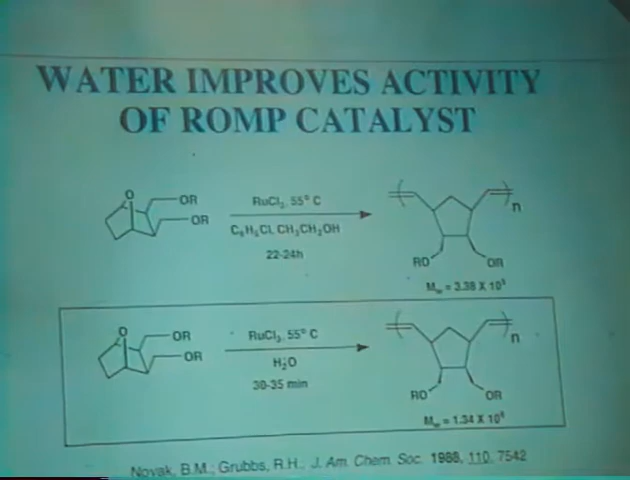 WATER IMPROVES ACTIVITY
OF ROMP CATALYST
O
OR
OR
RuCl₃, 55° C
C₆H₅Cl, CH₃CH₂OH
22-24h
n
RO
OR
O
OR
OR
RuCl₃, 55° C
H₂O
30-35 min
n
RO
OR
Novak, B.M.; Grubbs, R.H.; J. Am. Chem. Soc. 1988, 110, 7542